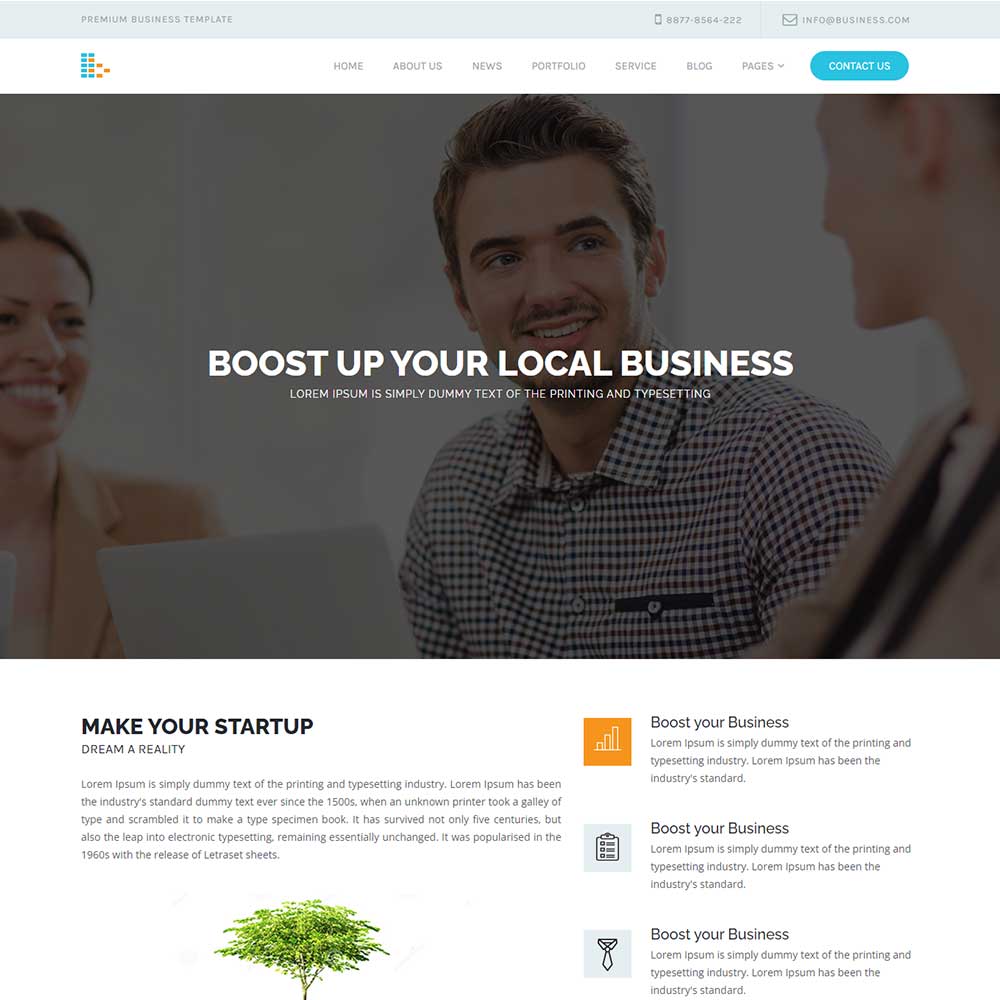 PREMIUM BUSINESS TEMPLATE
8877-8564-222
INFO@BUSINESS.COM
HOME
ABOUT US
NEWS
PORTFOLIO
SERVICE
BLOG
PAGES
CONTACT US
BOOST UP YOUR LOCAL BUSINESS
LOREM IPSUM IS SIMPLY DUMMY TEXT OF THE PRINTING AND TYPESETTING
MAKE YOUR STARTUP
DREAM A REALITY
Lorem Ipsum is simply dummy text of the printing and typesetting industry. Lorem Ipsum has been
the industry's standard dummy text ever since the 1500s, when an unknown printer took a galley of
type and scrambled it to make a type specimen book. It has survived not only five centuries, but
also the leap into electronic typesetting, remaining essentially unchanged. It was popularised in the
1960s with the release of Letraset sheets.
Boost your Business
Lorem Ipsum is simply dummy text of the printing and
typesetting industry. Lorem Ipsum has been the
industry's standard.
Boost your Business
Lorem Ipsum is simply dummy text of the printing and
typesetting industry. Lorem Ipsum has been the
industry's standard.
Boost your Business
Lorem Ipsum is simply dummy text of the printing and
typesetting industry. Lorem Ipsum has been the
industry's standard.